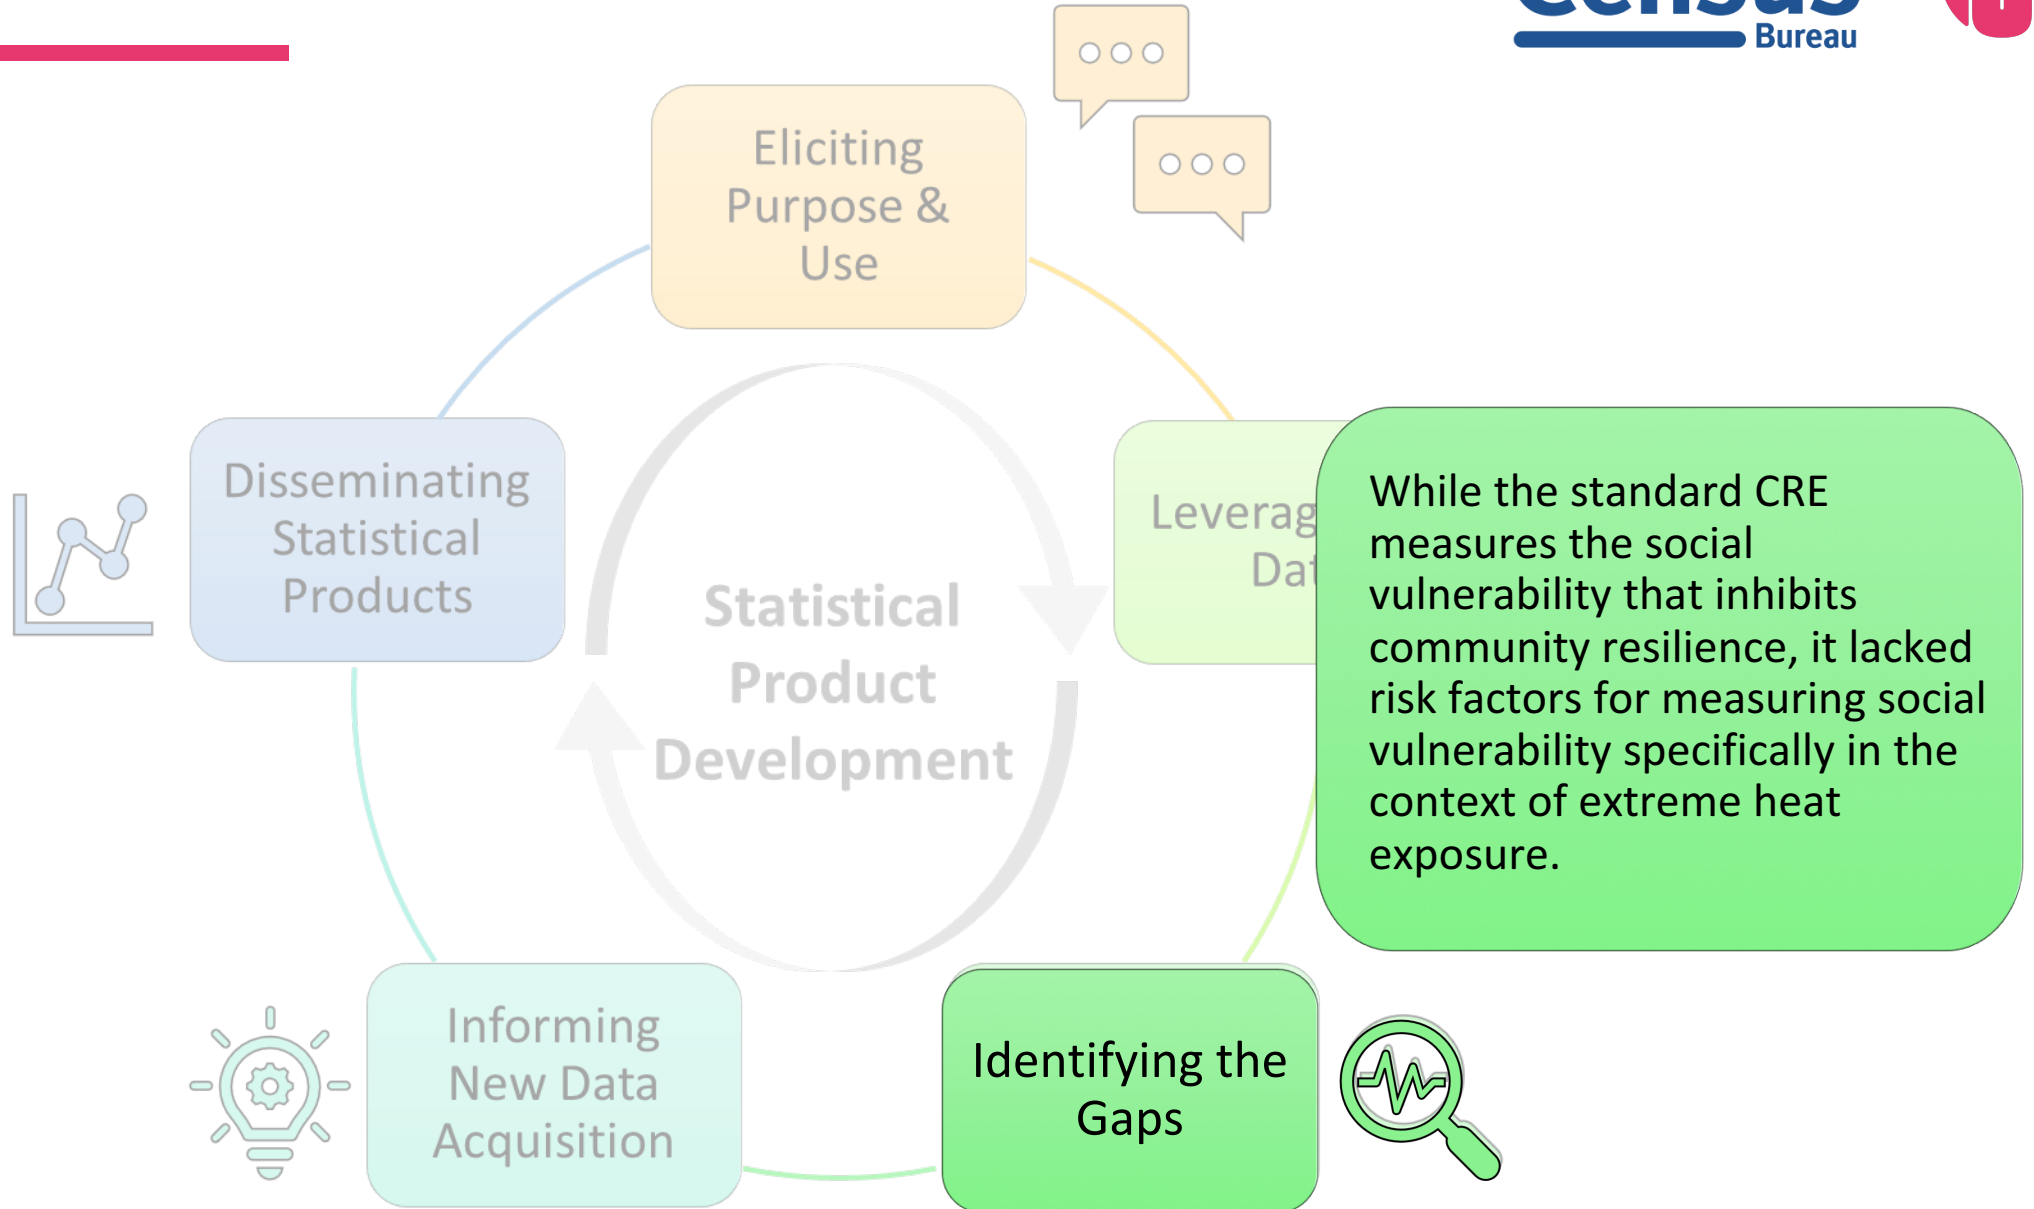 Census
Bureau
Eliciting
Purpose &
Use
Disseminating
Statistical
Products
Statistical
Product
Development
While the standard CRE
measures the social
vulnerability that inhibits
community resilience, it lacked
risk factors for measuring social
vulnerability specifically in the
context of extreme heat
exposure.
Informing
New Data
Acquisition
Identifying the
Gaps